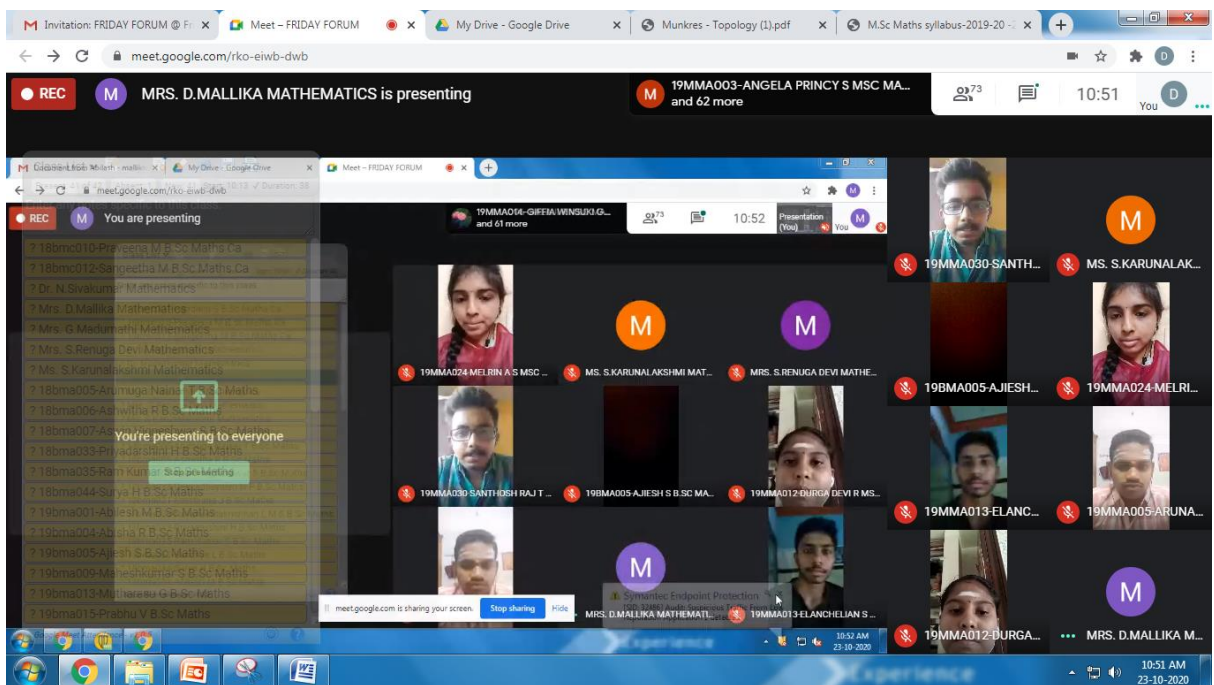 Invitation: FRIDAY FORUM @ Fr
Meet – FRIDAY FORUM
My Drive - Google Drive
Munkres - Topology (1).pdf
M.Sc Maths syllabus-2019-20 -
meet.google.com/rko-eiwb-dwb
D
REC
M
MRS. D.MALLIKA MATHEMATICS is presenting
M
19MMA003-ANGELA PRINCY S MSC MA...
and 62 more
73
10:51
You
D
My Drive - Google Drive
Meet – FRIDAY FORUM
meet.google.com/rko-eiwb-dwb
M
REC
M
You are presenting
19MMA014-GIFFIA WINSUKI.G...
and 61 more
73
10:52
Presentation
(You)
You
M
? 18bmc010-Praveena M B.Sc Maths Ca
? 18bmc012-Sangeetha M B.Sc Maths Ca
? Dr. N.Sivakumar Mathematics
? Mrs. D.Mallika Mathematics
? Mrs. G.Madumathi Mathematics
? Mrs. S.Renuga Devi Mathematics
? Ms. S.Karunalakshmi Mathematics
? 18bma005-Arumuga
? 18bma006-Ashwitha R B.Sc
? 18bma007-
You're presenting to everyone
? 18bma033-Priyadarshini H B.Sc Maths
? 18bma035-Ram Kumar
Stop presenting
? 18bma044-Surya H B.Sc Maths
? 19bma001-Abilesh M B.Sc Maths
? 19bma004-Abisha R B.Sc Maths
? 19bma005-Ajiesh S B.Sc Maths
? 19bma009-Maheshkumar S B.Sc Maths
? 19bma013-Mutharasu G B.Sc Maths
? 19bma015-Prabhu V B.Sc Maths
M
M
19MMA024-MELRIN A S MSC ...
MS. S.KARUNALAKSHMI MAT...
MRS. S.RENUGA DEVI MATHE...
19MMA030-SANTHOSH RAJ T ...
19BMA005-AJIESH S B.SC MA...
19MMA012-DURGA DEVI R MS...
M
Symantec Endpoint Protection
MRS. D.MALLIKA MATHEMATI...
19MMA013-ELANCHELIAN S ...
meet.google.com is sharing your screen.
Stop sharing
Hide
Experience
10:52 AM
23-10-2020
M
19MMA030-SANTH...
MS. S.KARUNALAK...
19BMA005-AJIESH...
19MMA024-MELRI...
19MMA013-ELANC...
19MMA005-ARUNA...
M
19MMA012-DURGA...
MRS. D.MALLIKA M...
Experience
10:51 AM
23-10-2020